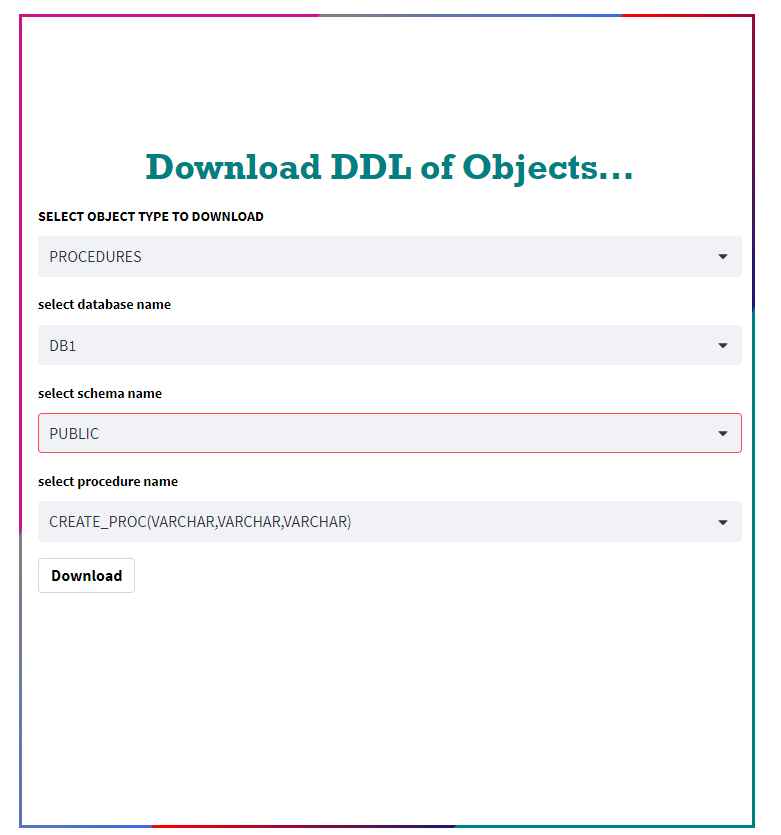 Download DDL of Objects...
SELECT OBJECT TYPE TO DOWNLOAD
PROCEDURES
select database name
DB1
select schema name
PUBLIC
select procedure name
CREATE_PROC(VARCHAR,VARCHAR,VARCHAR)
Download